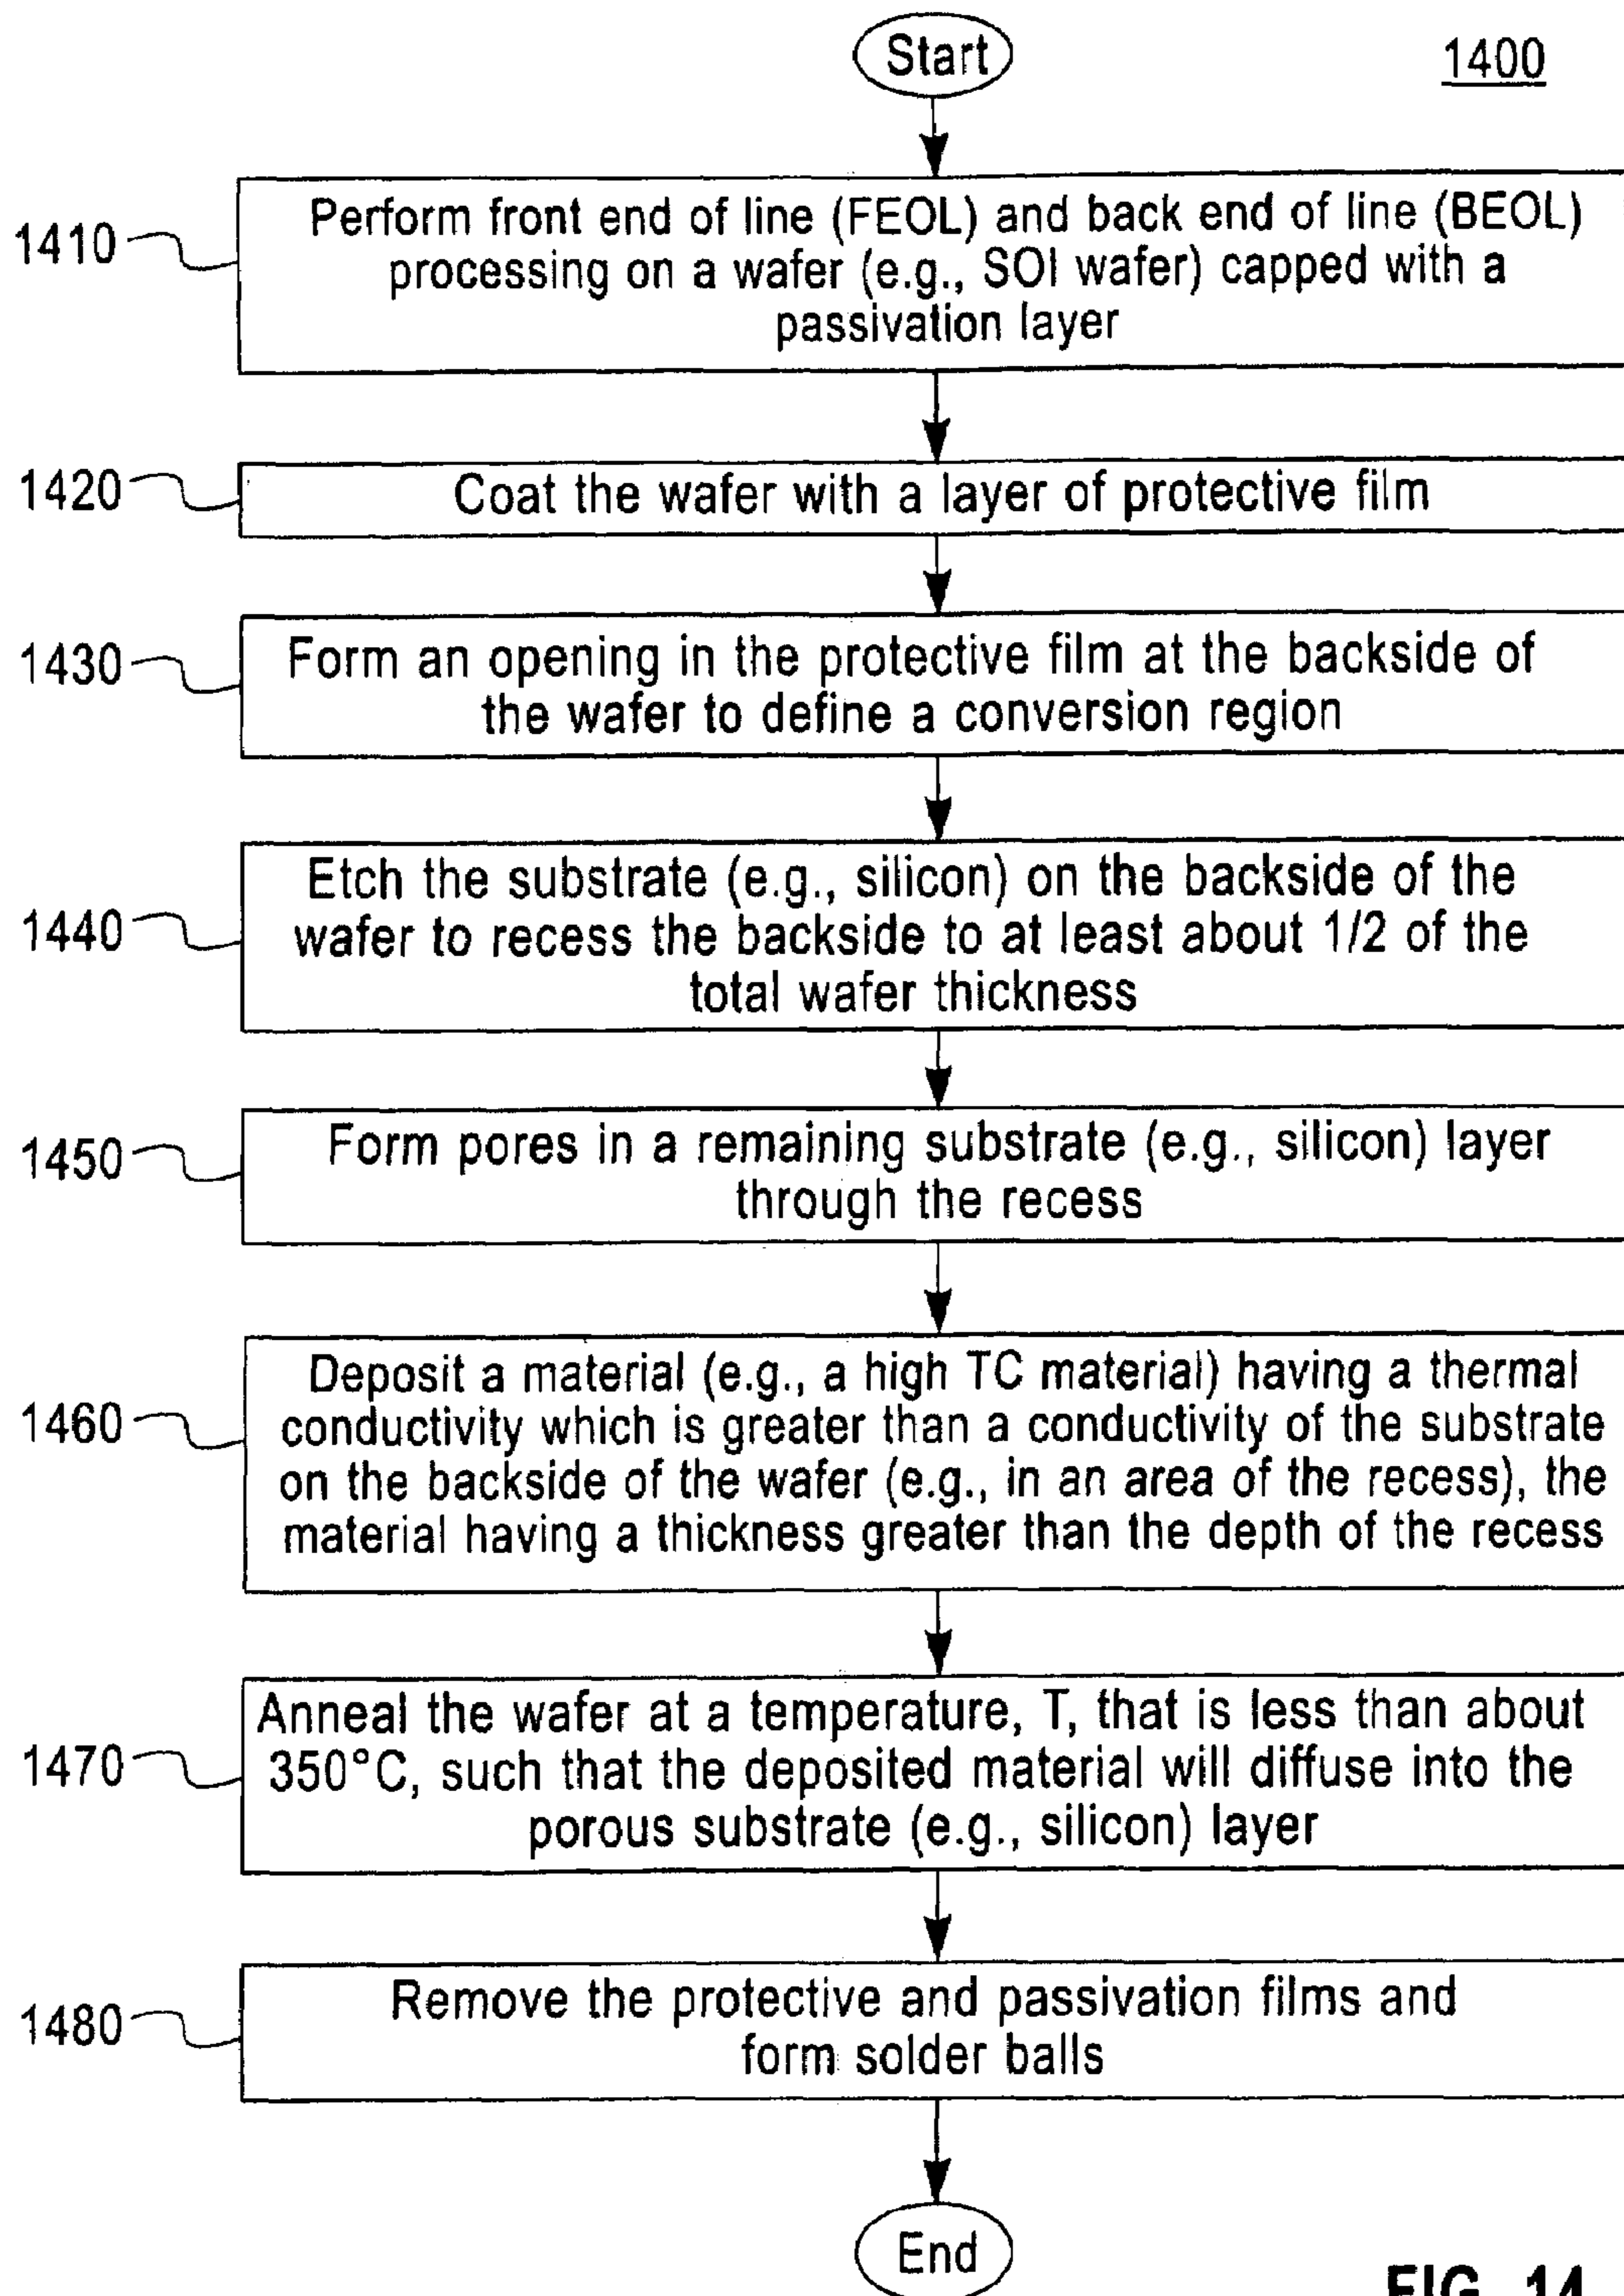 Start
1400
1410
Perform front end of line (FEOL) and back end of line (BEOL)
processing on a wafer (e.g., SOI wafer) capped with a
passivation layer
1420
Coat the wafer with a layer of protective film
1430
Form an opening in the protective film at the backside of
the wafer to define a conversion region
1440
Etch the substrate (e.g., silicon) on the backside of the
wafer to recess the backside to at least about 1/2 of the
total wafer thickness
1450
Form pores in a remaining substrate (e.g., silicon) layer
through the recess
1460
Deposit a material (e.g., a high TC material) having a thermal
conductivity which is greater than a conductivity of the substrate
on the backside of the wafer (e.g., in an area of the recess), the
material having a thickness greater than the depth of the recess
1470
Anneal the wafer at a temperature, T, that is less than about
350°C, such that the deposited material will diffuse into the
porous substrate (e.g., silicon) layer
1480
Remove the protective and passivation films and
form solder balls
End
FIG. 14